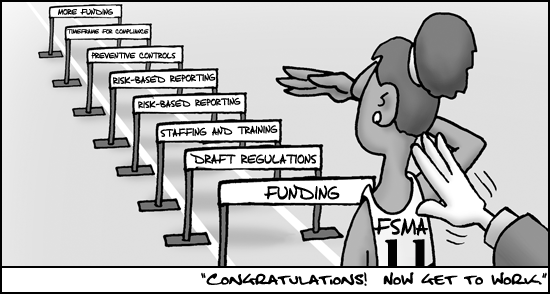 MORE FUNDING
TIMEFRAME FOR COMPLIANCE
PREVENTIVE CONTROLS
RISK-BASED REPORTING
RISK-BASED REPORTING
STAFFING AND TRAINING
DRAFT REGULATIONS
FUNDING
FSMA
11
"CONGRATULATIONS! NOW GET TO WORK."